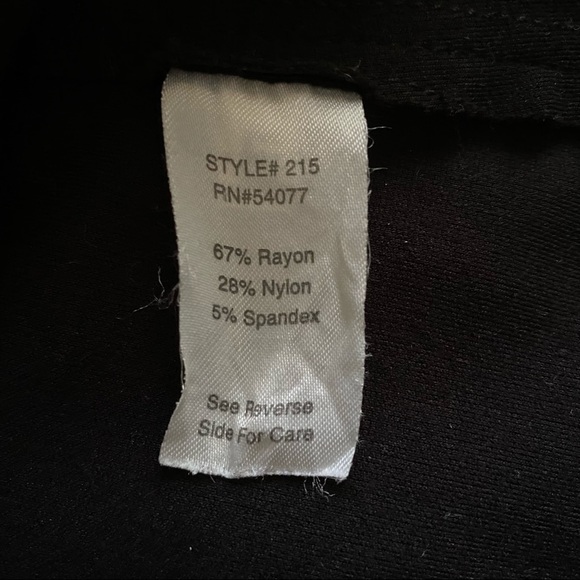 STYLE# 215
RN#54077
67% Rayon
28% Nylon
5% Spandex
See Reverse
Side For Care